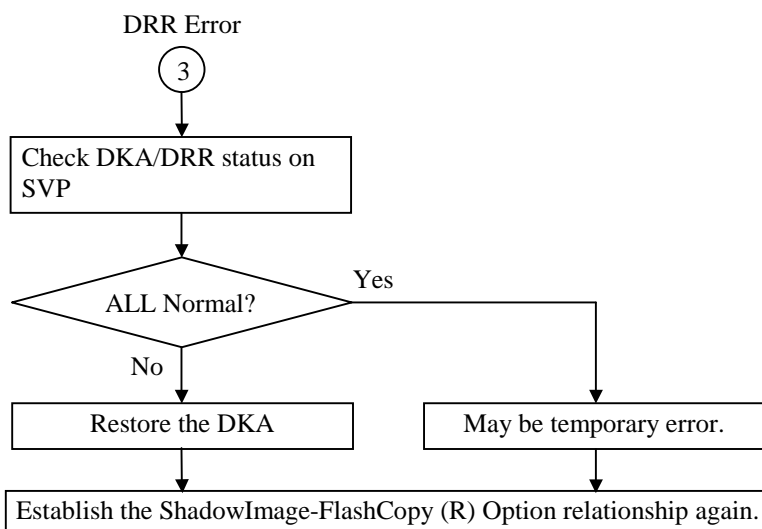 DRR Error
3
Check DKA/DRR status on
SVP
ALL Normal?
Yes
No
Restore the DKA
May be temporary error.
Establish the ShadowImage-FlashCopy (R) Option relationship again.